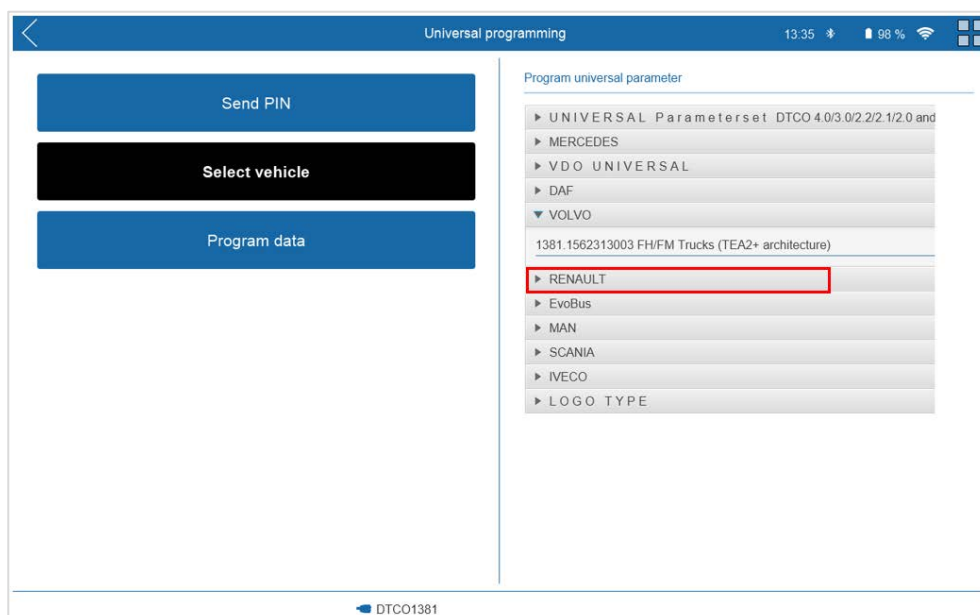 Universal programming
13:35
98 %
Send PIN
Select vehicle
Program data
Program universal parameter
UNIVERSAL Parameterset DTCO 4.0/3.0/2.2/2.1/2.0 and
MERCEDES
VDO UNIVERSAL
DAF
VOLVO
1381.1562313003 FH/FM Trucks (TEA2+ architecture)
RENAULT
EvoBus
MAN
SCANIA
IVECO
LOGO TYPE
DTCO1381